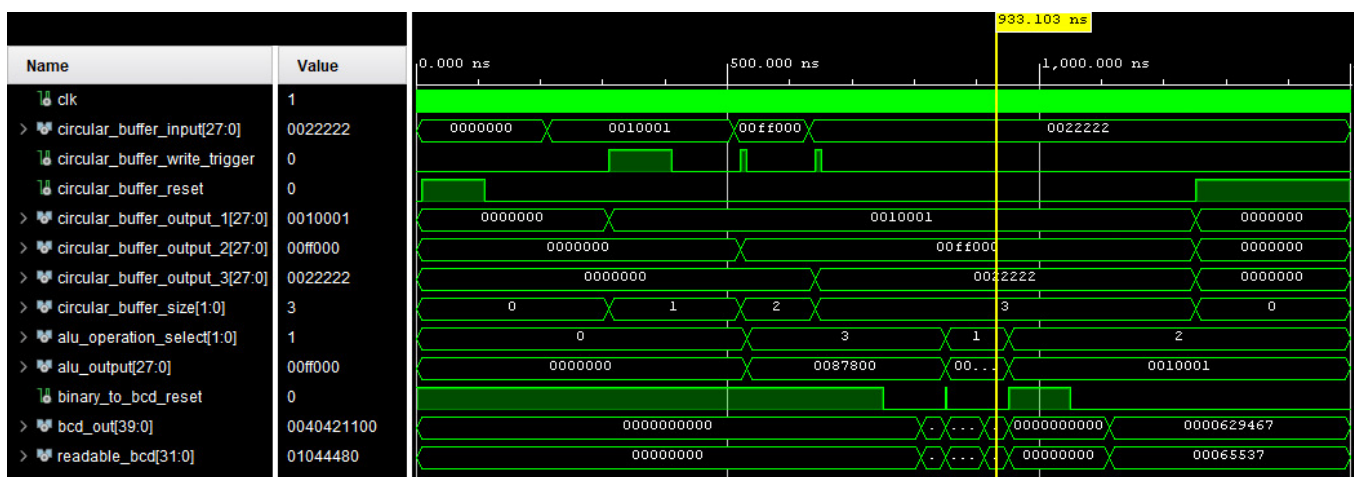 933.103 ns
Name Value 0.000 ns 500.000 ns 1,000.000 ns
clk 1
> circular_buffer_input[27:0] 0022222 0000000 0010001 00ff000 0022222
circular_buffer_write_trigger 0
circular_buffer_reset 0
> circular_buffer_output_1[27:0] 0010001 0000000 0010001 0000000
> circular_buffer_output_2[27:0] 00ff000 0000000 00ff000 0000000
> circular_buffer_output_3[27:0] 0022222 0000000 0022222 0000000
> circular_buffer_size[1:0] 3 0 1 2 3 0
> alu_operation_select[1:0] 1 0 3 1 2
> alu_output[27:0] 00ff000 0000000 0087800 00... 0010001
binary_to_bcd_reset 0
> bcd_out[39:0] 0040421100 0000000000 . ... . 0000000000 0000629467
> readable_bcd[31:0] 01044480 00000000 . ... . 00000000 00065537